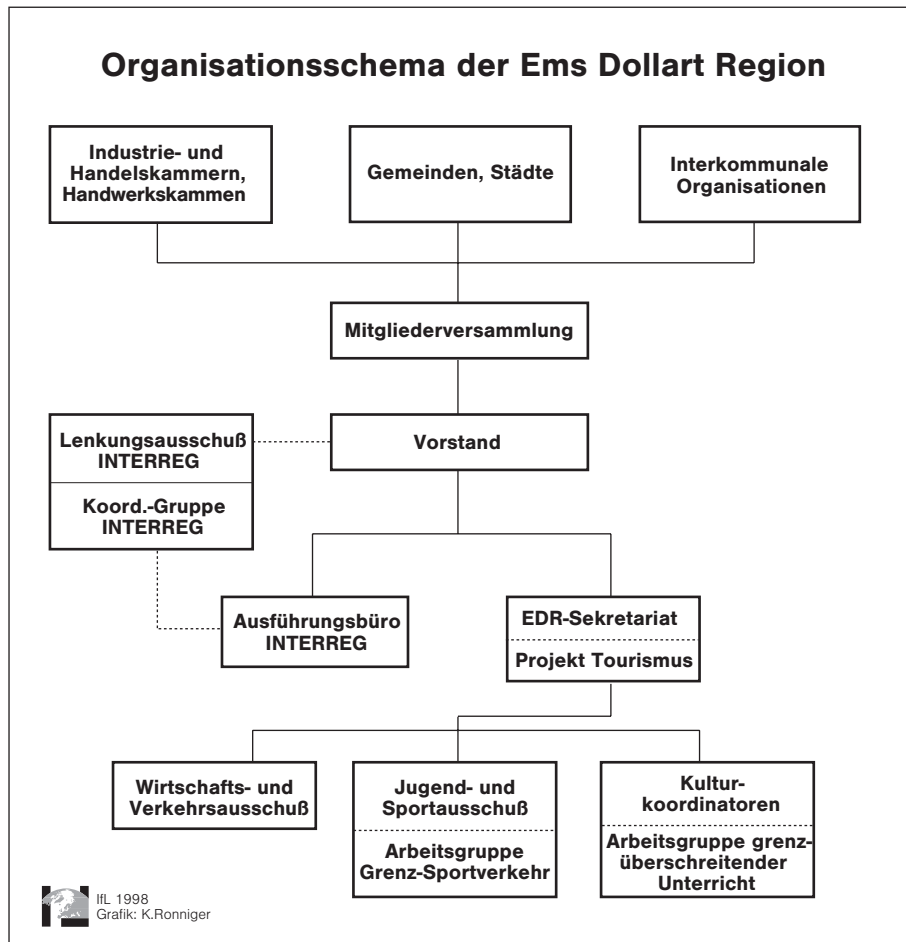 Organisationsschema der Ems Dollart Region
Industrie- und
Handelskammern,
Handwerkskammen
Gemeinden, Städte
Interkommunale
Organisationen
Mitgliederversammlung
Lenkungsausschuß
INTERREG
Koord.-Gruppe
INTERREG
Vorstand
Ausführungsbüro
INTERREG
EDR-Sekretariat
Projekt Tourismus
Wirtschafts- und
Verkehrsausschuß
Jugend- und
Sportausschuß
Arbeitsgruppe
Grenz-Sportverkehr
Kultur-
koordinatoren
Arbeitsgruppe grenz-
überschreitender
Unterricht
IfL 1998
Grafik: K.Ronniger